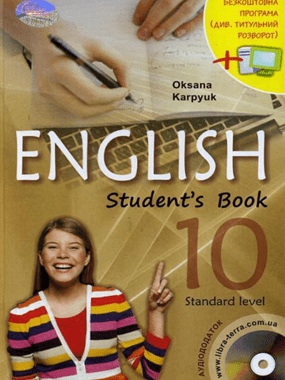 БЕЗКОШТОВНА
ПРОГРАМА
(ДИВ. ТИТУЛЬНИЙ
РОЗВОРОТ)
Oksana
Karpyuk
ENGLISH
Student's Book
10
Standard level
АУДІОДОДАТОК
www.libra-terra.com.ua